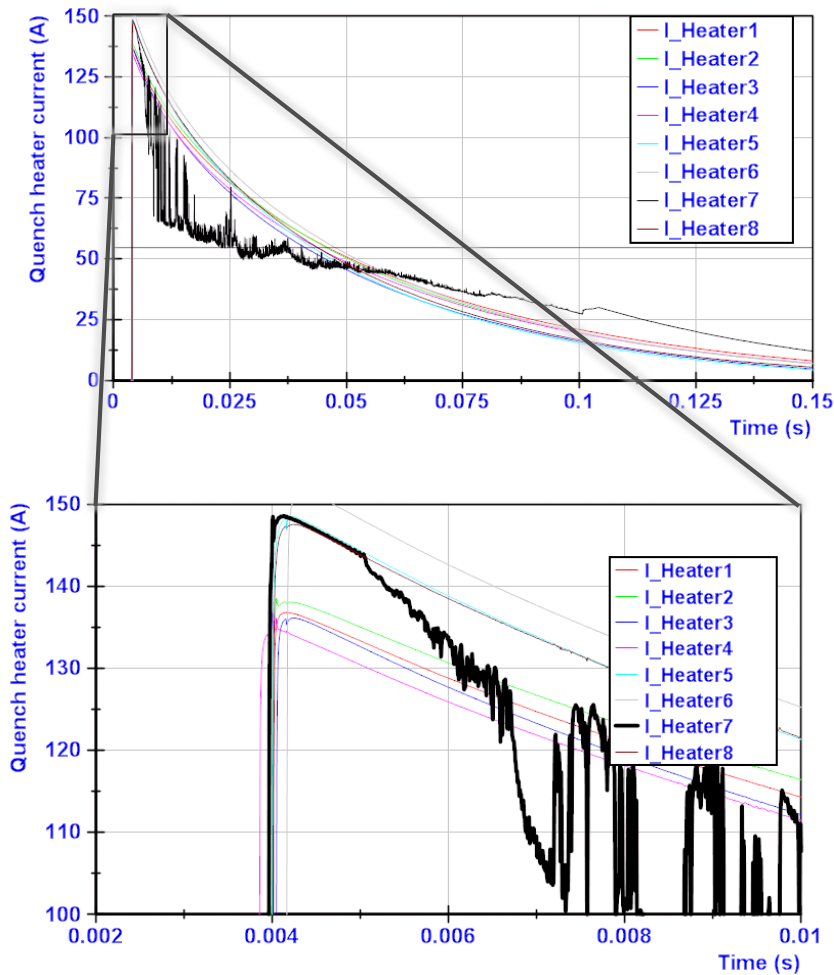 Quench heater current (A)
150
125
100
75
50
25
0
0
0.025
0.05
0.075
0.1
0.125
0.15
Time (s)
I_Heater1
I_Heater2
I_Heater3
I_Heater4
I_Heater5
I_Heater6
I_Heater7
I_Heater8
Quench heater current (A)
150
140
130
120
110
100
0.002
0.004
0.006
0.008
0.01
Time (s)
I_Heater1
I_Heater2
I_Heater3
I_Heater4
I_Heater5
I_Heater6
I_Heater7
I_Heater8